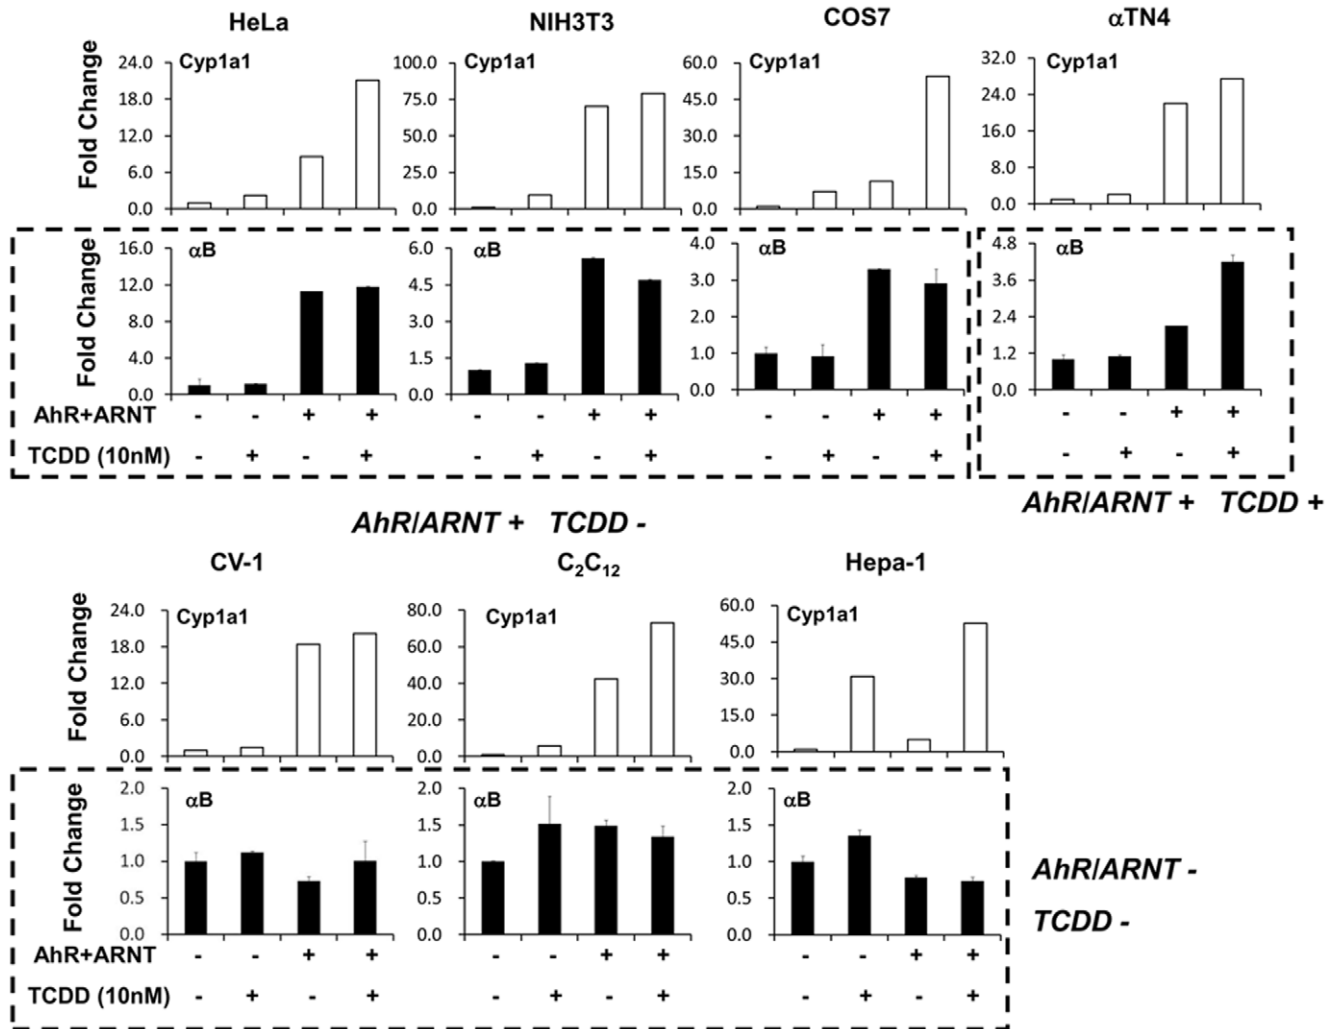 HeLa NIH3T3 COS7 αTN4
Fold Change
Cyp1a1
24.0
18.0
12.0
6.0
0.0
Cyp1a1
100.0
75.0
50.0
25.0
0.0
Cyp1a1
60.0
45.0
30.0
15.0
0.0
Cyp1a1
32.0
24.0
16.0
8.0
0.0
Fold Change
αB
16.0
12.0
8.0
4.0
0.0
αB
6.0
4.5
3.0
1.5
0.0
αB
4.0
3.0
2.0
1.0
0.0
αB
4.8
3.6
2.4
1.2
0.0
AhR+ARNT - - + + - - + + - - + + - - + +
TCDD (10nM) - + - + - + - + - + - + - + - +
AhR/ARNT + TCDD +
AhR/ARNT + TCDD -
CV-1 C₂C₁₂ Hepa-1
Fold Change
Cyp1a1
24.0
18.0
12.0
6.0
0.0
Cyp1a1
80.0
60.0
40.0
20.0
0.0
Cyp1a1
60.0
45.0
30.0
15.0
0.0
Fold Change
αB
2.0
1.5
1.0
0.5
0.0
αB
2.0
1.5
1.0
0.5
0.0
αB
2.0
1.5
1.0
0.5
0.0
AhR/ARNT -
TCDD -
AhR+ARNT - - + + - - + + - - + +
TCDD (10nM) - + - + - + - + - + - +